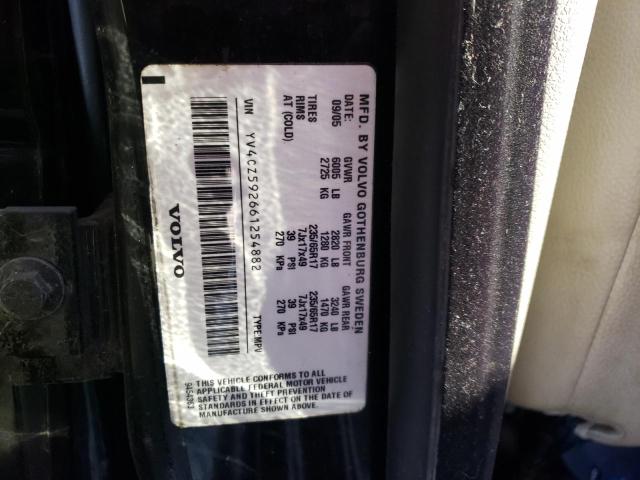 MFD. BY VOLVO GOTHENBURG SWEDEN
DATE: GVWR GAWR FRONT GAWR REAR
09/05 6005 LB 2820 LB 3240 LB
2725 KG 1280 KG 1470 KG
TIRES 235/65R17 235/65R17
RIMS 7Jx17x49 7Jx17x49
AT (COLD) 39 PSI 39 PSI
270 KPa 270 KPa
VIN YV4CZ592661254882 TYPE:MPV
VOLVO
THIS VEHICLE CONFORMS TO ALL
APPLICABLE FEDERAL MOTOR VEHICLE
SAFETY AND THEFT PREVENTION
STANDARDS IN EFFECT ON THE DATE OF
MANUFACTURE SHOWN ABOVE.